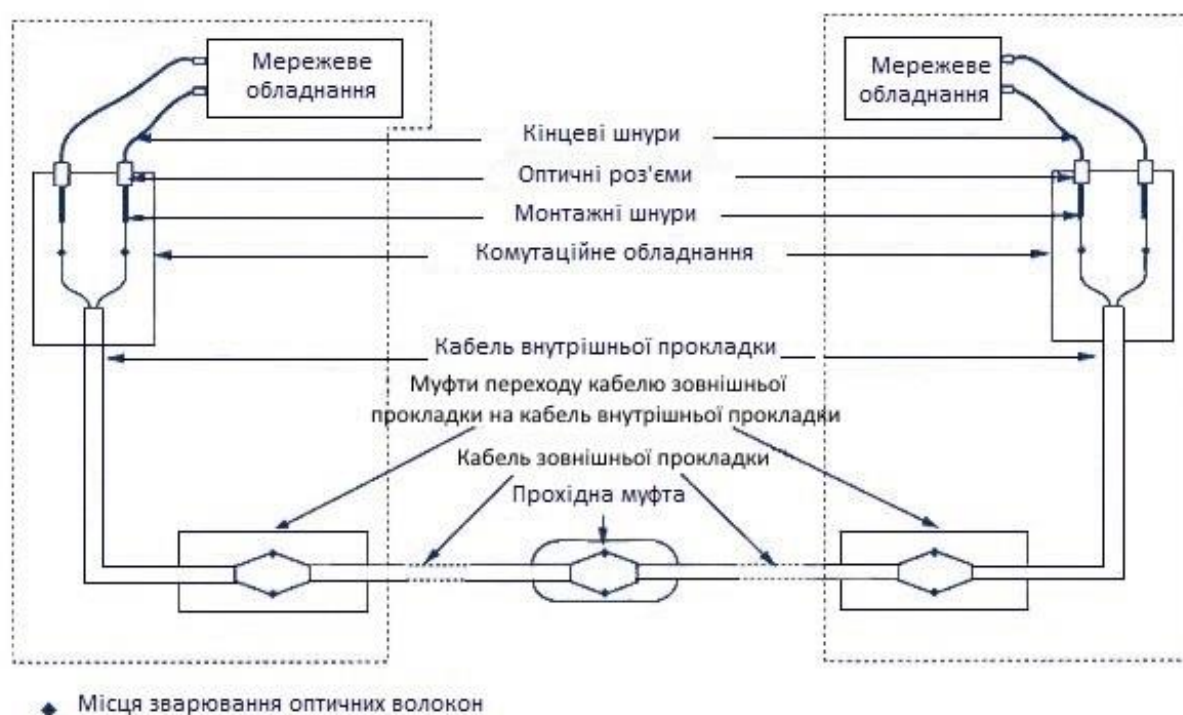 Мережеве
обладнання
Мережеве
обладнання
Кінцеві шнури
Оптичні роз'єми
Монтажні шнури
Комутаційне обладнання
Кабель внутрішньої прокладки
Муфти переходу кабелю зовнішньої
прокладки на кабель внутрішньої прокладки
Кабель зовнішньої прокладки
Прохідна муфта
Місця зварювання оптичних волокон